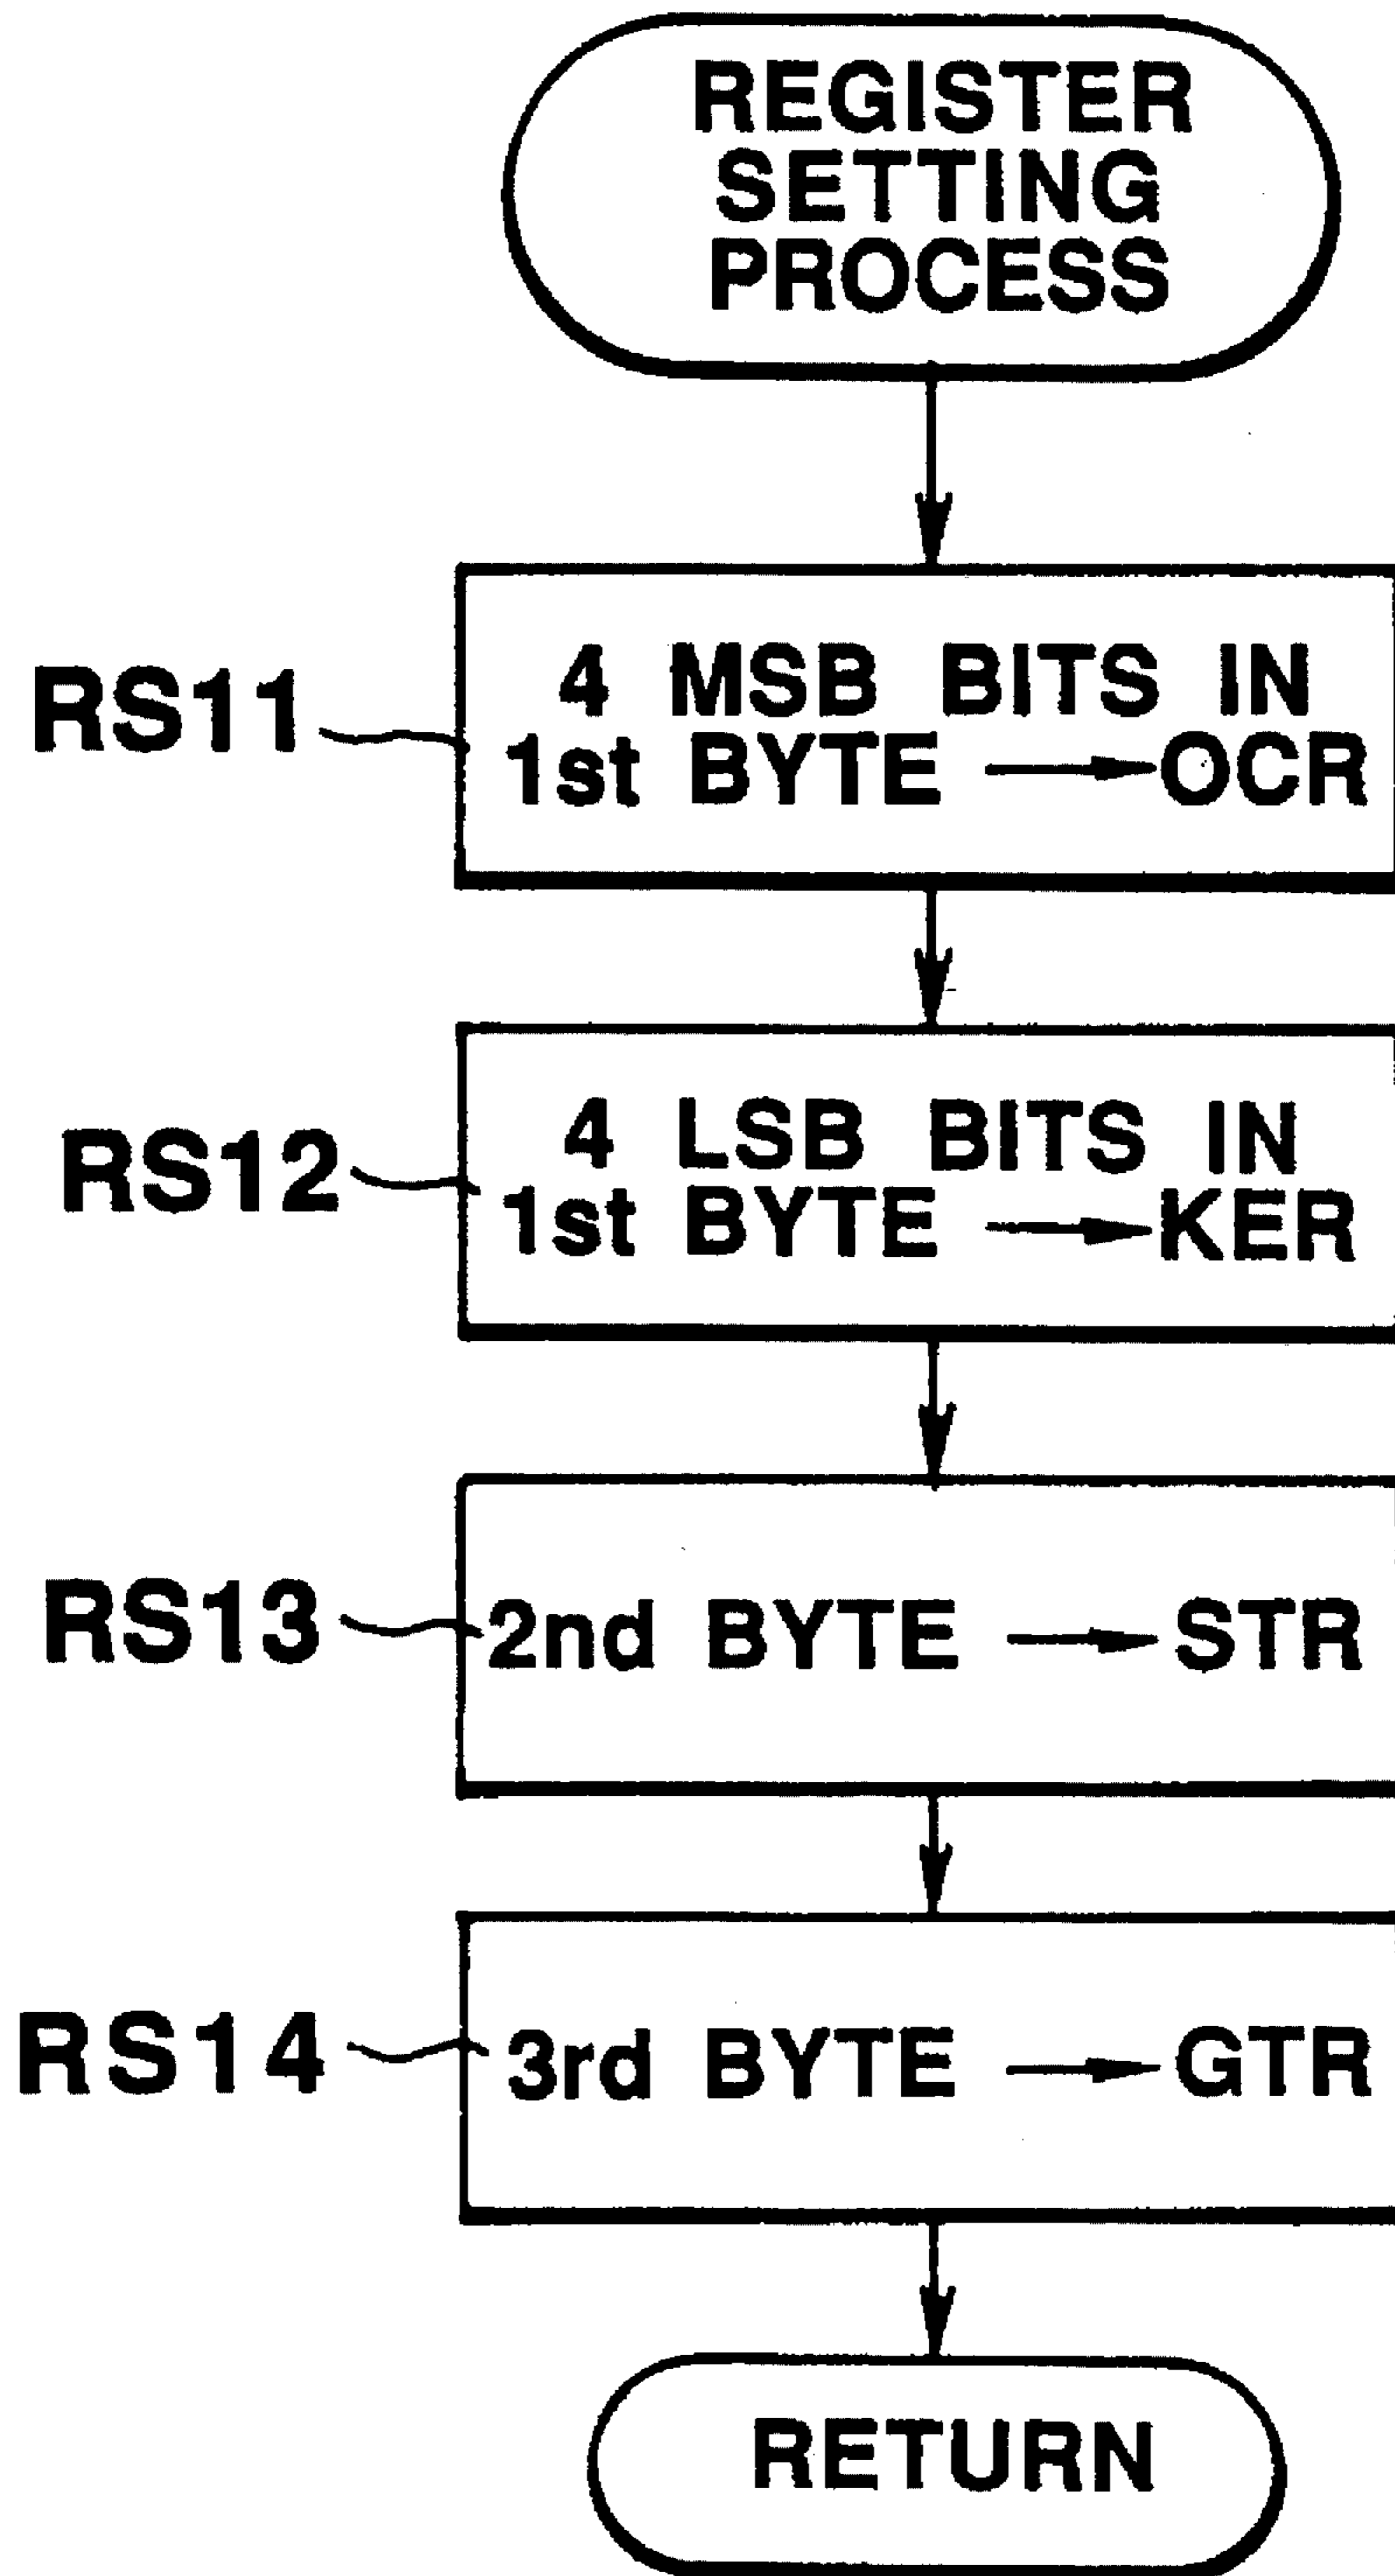 REGISTER
SETTING
PROCESS
RS11
4 MSB BITS IN
1st BYTE → OCR
RS12
4 LSB BITS IN
1st BYTE → KER
RS13
2nd BYTE → STR
RS14
3rd BYTE → GTR
RETURN